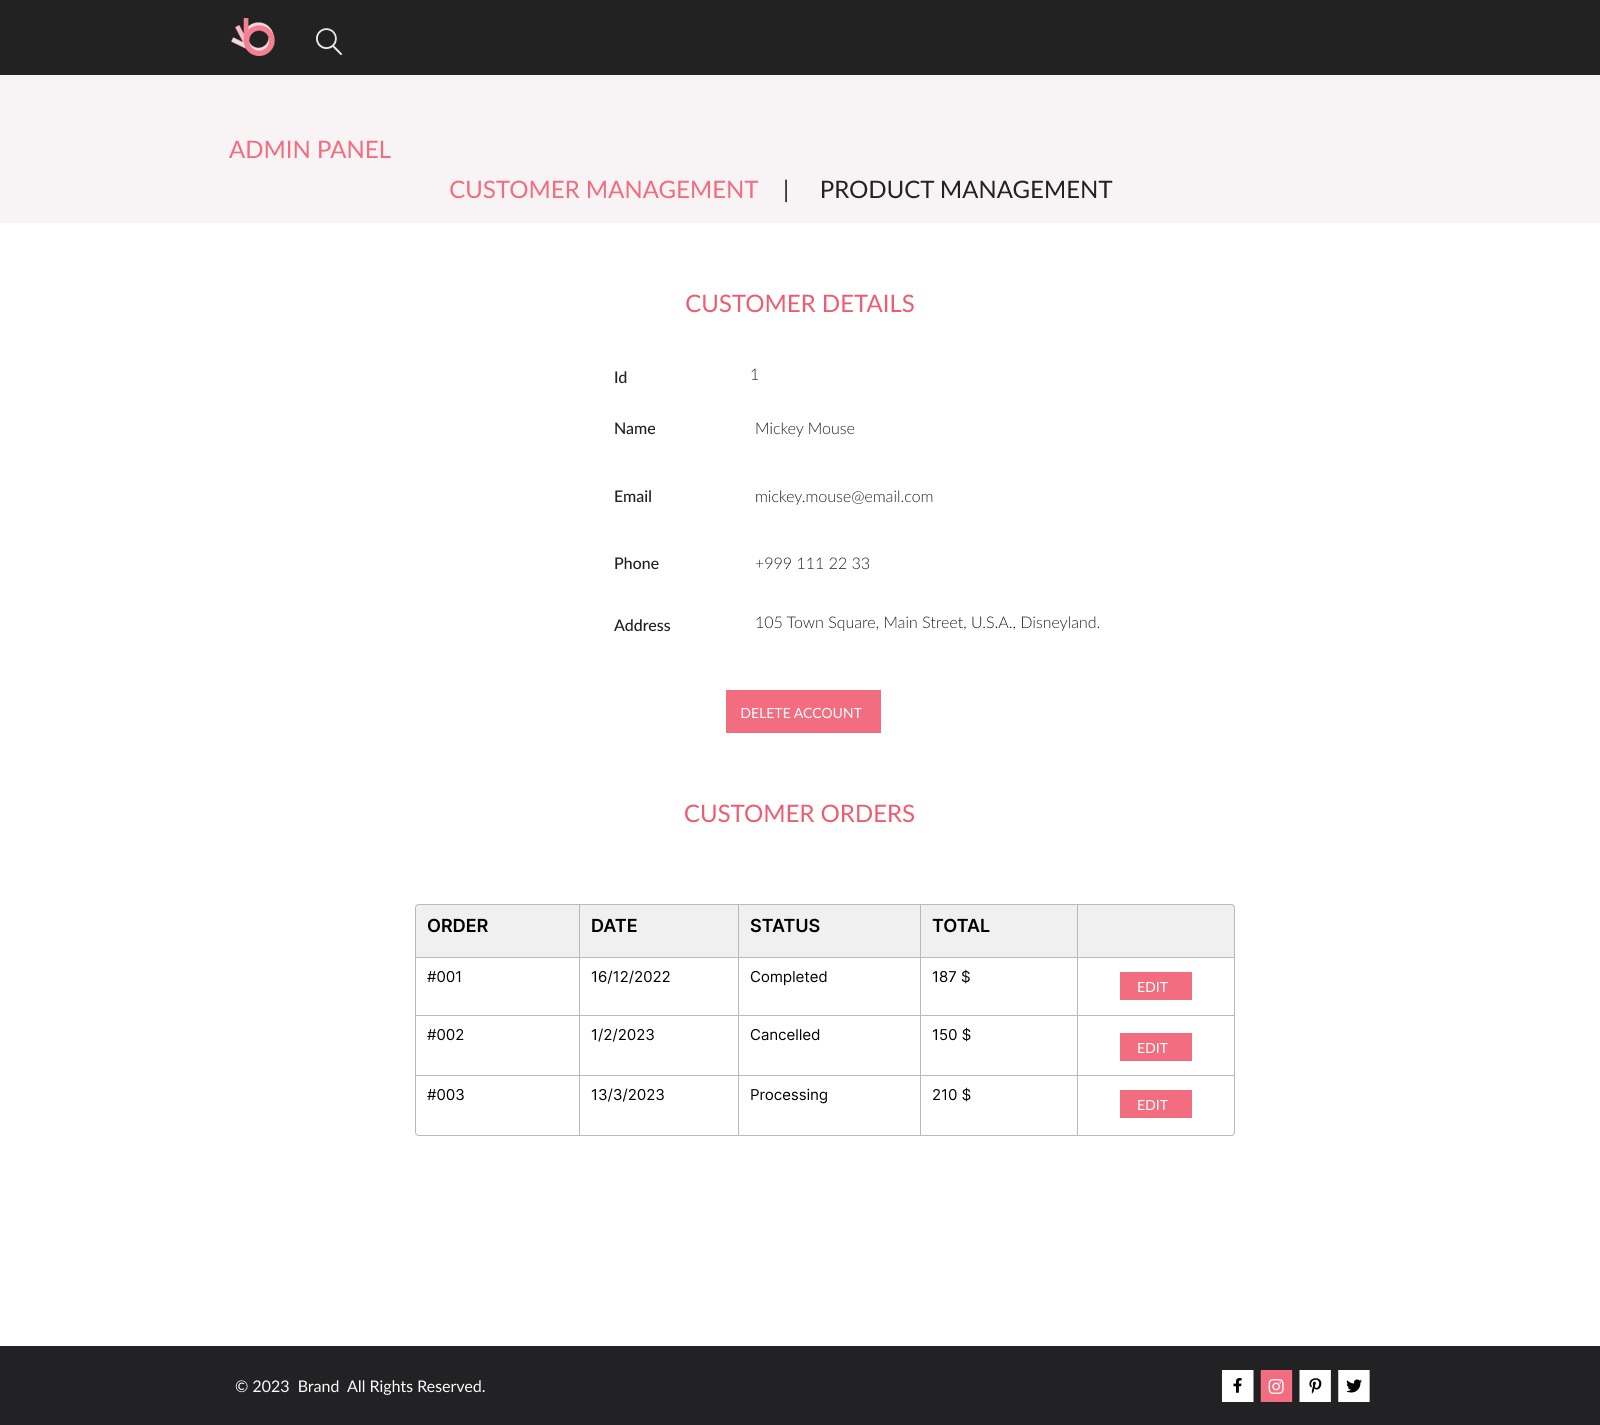 ADMIN PANEL
CUSTOMER MANAGEMENT | PRODUCT MANAGEMENT
CUSTOMER DETAILS
Id 1
Name Mickey Mouse
Email mickey.mouse@email.com
Phone +999 111 22 33
Address 105 Town Square, Main Street, U.S.A., Disneyland.
DELETE ACCOUNT
CUSTOMER ORDERS
ORDER DATE STATUS TOTAL
#001 16/12/2022 Completed 187 $ EDIT
#002 1/2/2023 Cancelled 150 $ EDIT
#003 13/3/2023 Processing 210 $ EDIT
© 2023 Brand All Rights Reserved.